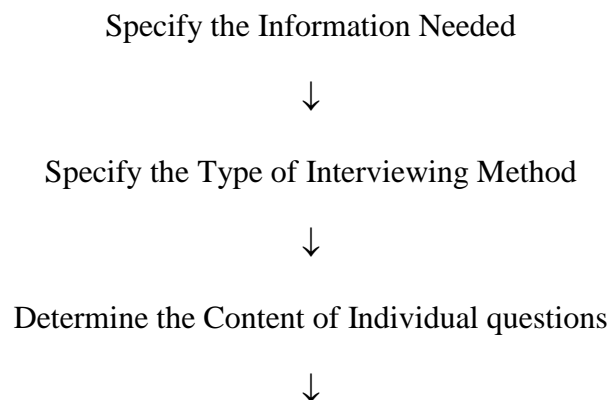 Specify the Information Needed
↓
Specify the Type of Interviewing Method
↓
Determine the Content of Individual questions
↓